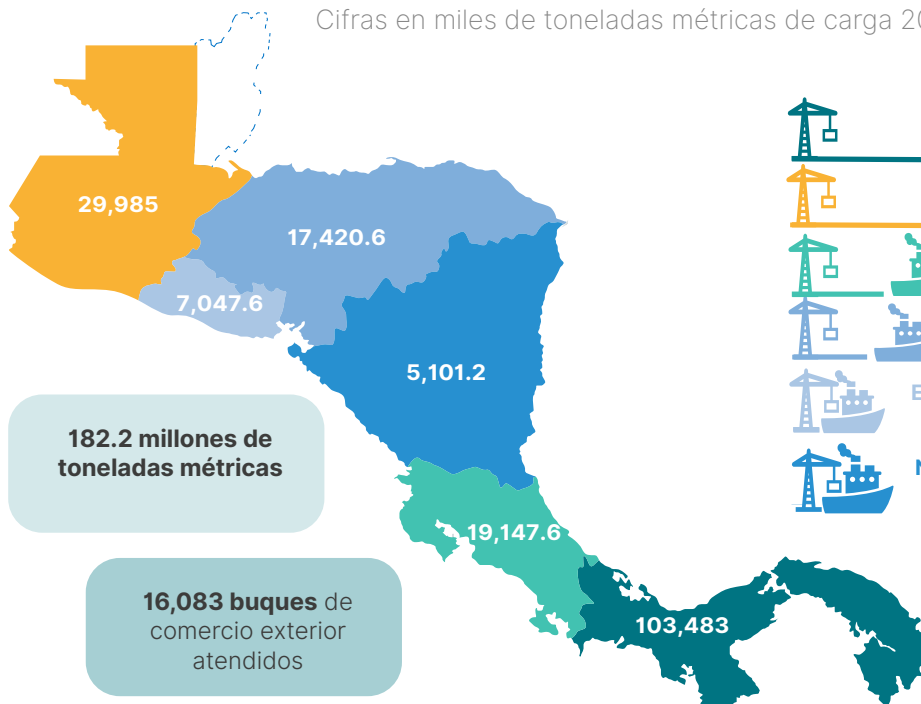 Cifras en miles de toneladas métricas de carga
29,985
17,420.6
7,047.6
5,101.2
182.2 millones de
toneladas métricas
19,147.6
16,083 buques de
comercio exterior
atendidos
103,483